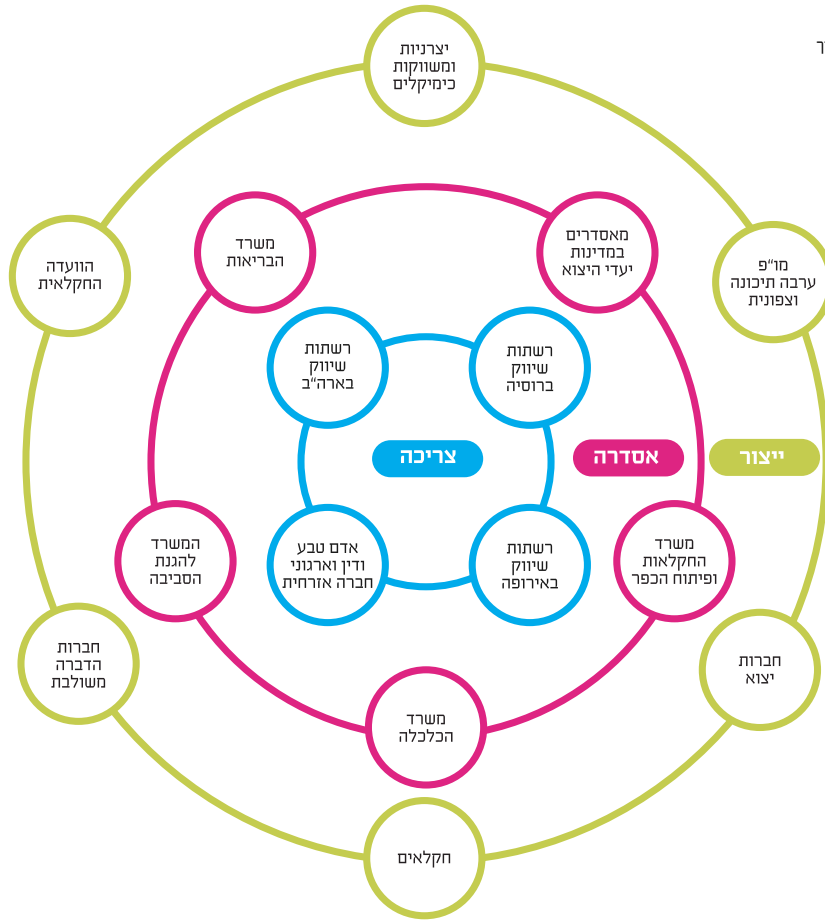 יצרניות
ומשווקות
כימיקלים
משרד
הבריאות
מאסדרים
במדינות
יעדי היצוא
הוועדה
החקלאית
מו"פ
ערבה תיכונה
וצפונית
רשתות
שיווק
בארה"ב
רשתות
שיווק
ברוסיה
ייצור
אסדרה
צריכה
המשרד
להגנת
הסביבה
אדם טבע
ודין וארגוני
חברה אזרחית
רשתות
שיווק
באירופה
משרד
החקלאות
ופיתוח הכפר
חברות
הדברה
משולבת
חברות
יצוא
משרד
הכלכלה
חקלאים